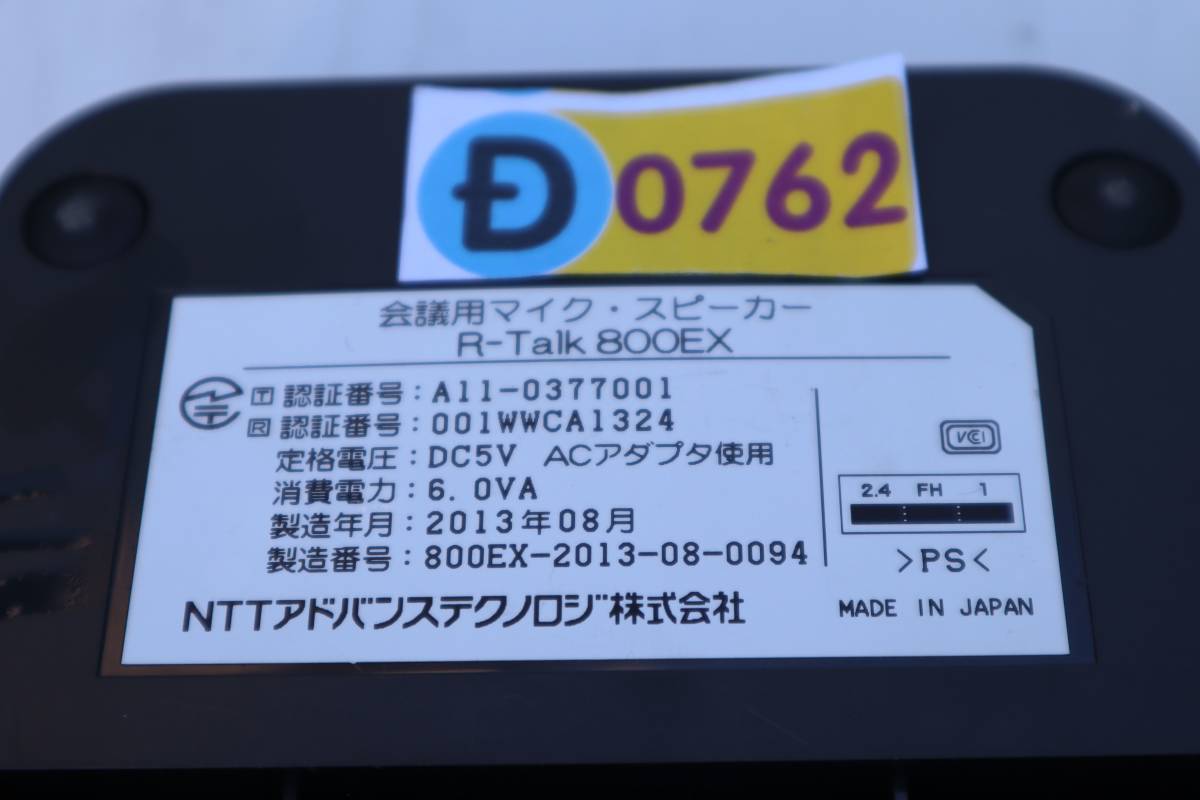 Đ 0762
会議用マイク・スピーカー
R-Talk 800EX
T 認証番号：A11-0377001
R 認証番号：001WWCA1324
定格電圧：DC5V ACアダプタ使用
消費電力：6.0VA
製造年月：2013年08月
製造番号：800EX-2013-08-0094
NTTアドバンステクノロジ株式会社
VCCI
2.4 FH 1
>PS<
MADE IN JAPAN